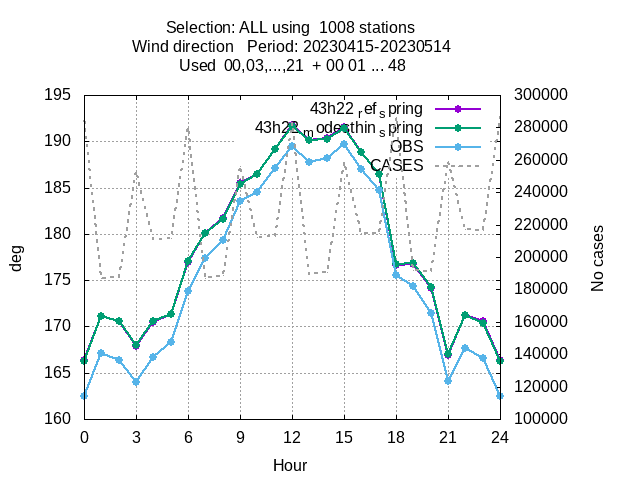 Selection: ALL using  1008 stations
Wind direction   Period: 20230415-20230514
Used  00,03,...,21  + 00 01 ... 48
195
190
185
180
175
170
165
160
300000
280000
260000
240000
220000
200000
180000
160000
140000
120000
100000
0 3 6 9 12 15 18 21 24
deg
No cases
Hour
43h22_ref_spring
43h22_modesthin_spring
OBS
CASES